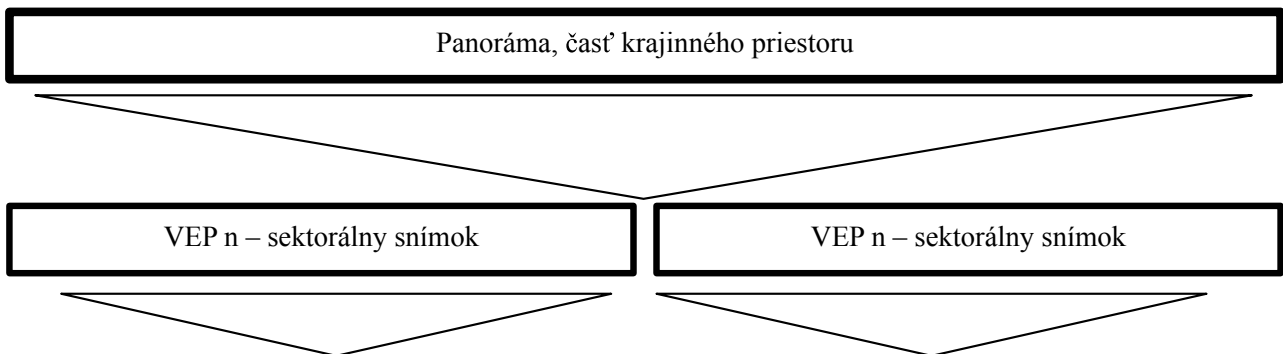 Panoráma, časť krajinného priestoru
VEP n – sektorálny snímok
VEP n – sektorálny snímok